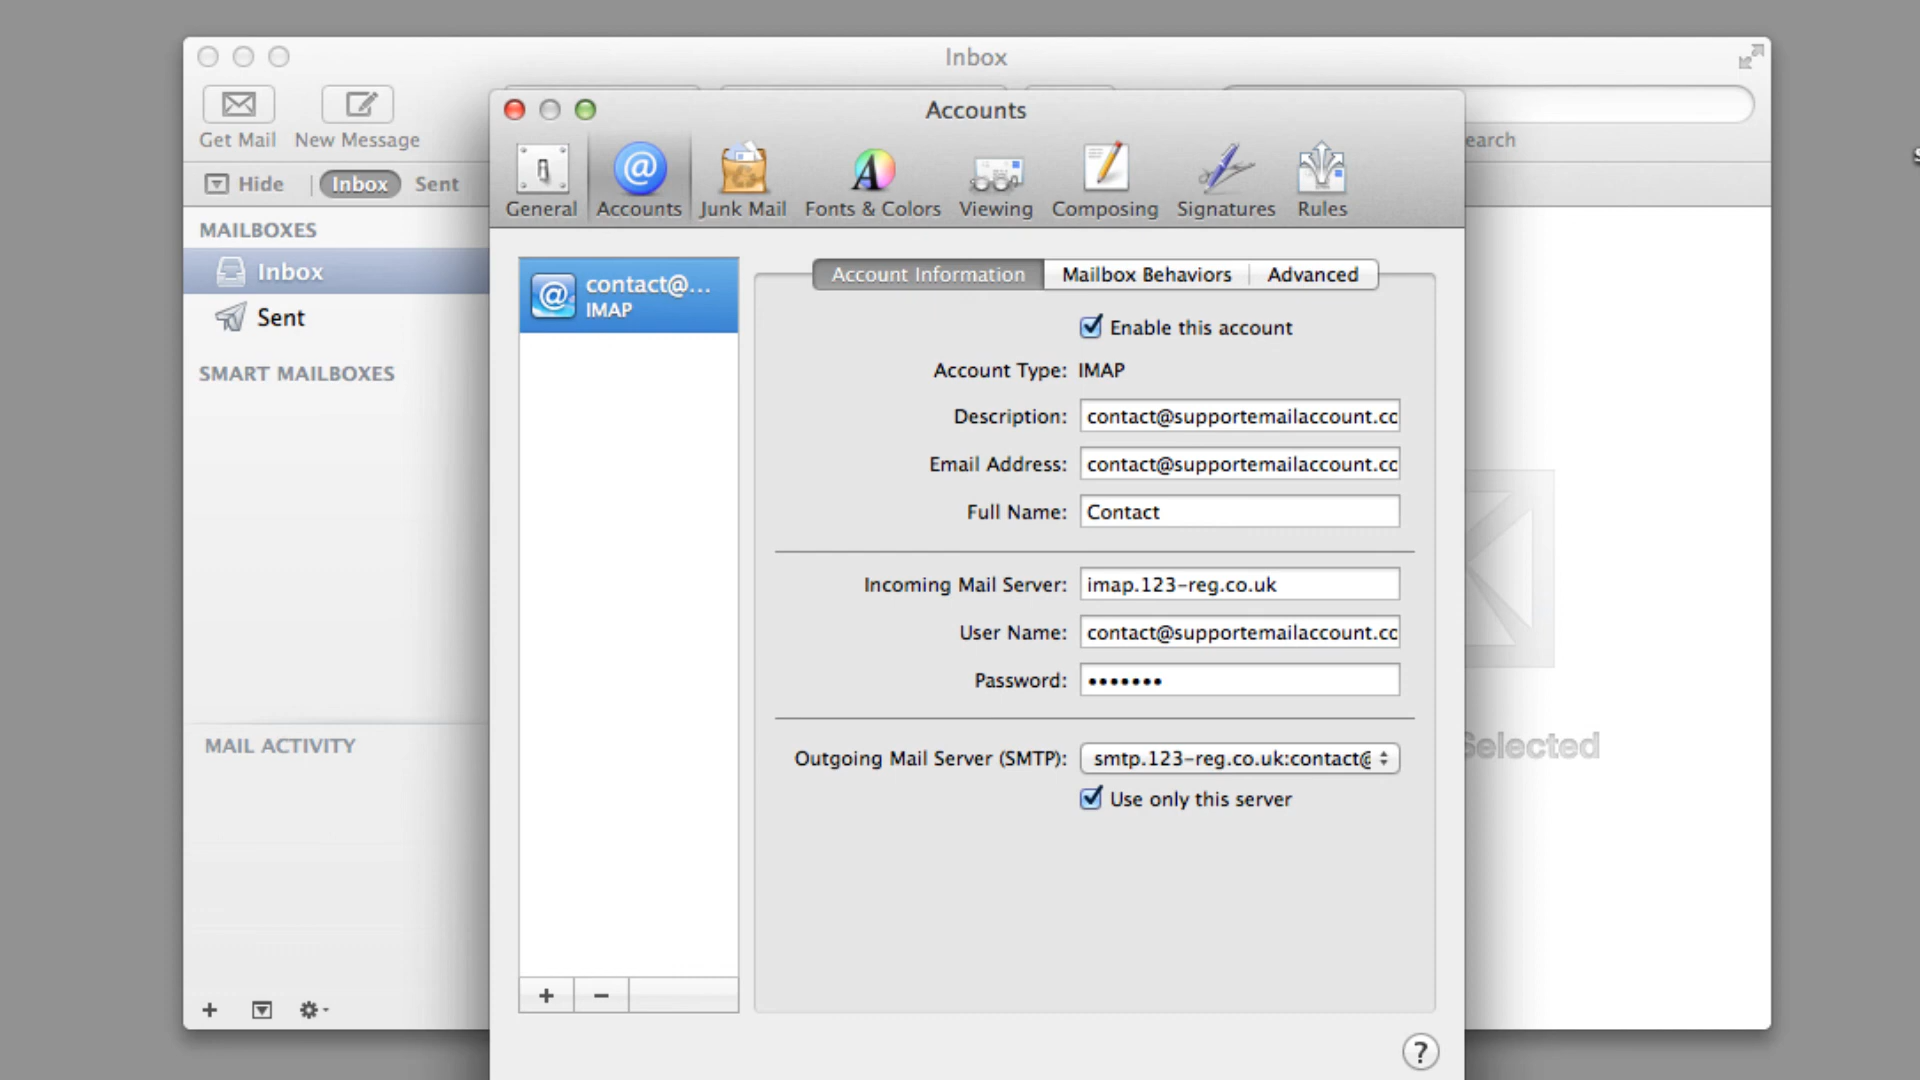 Inbox
Get Mail
New Message
earch
Hide
Inbox
Sent
MAILBOXES
Inbox
Sent
SMART MAILBOXES
MAIL ACTIVITY
Selected
Accounts
General
Accounts
Junk Mail
Fonts & Colors
Viewing
Composing
Signatures
Rules
contact@...
IMAP
Account Information
Mailbox Behaviors
Advanced
Enable this account
Account Type: IMAP
Description: contact@supportemailaccount.cc
Email Address: contact@supportemailaccount.cc
Full Name: Contact
Incoming Mail Server: imap.123-reg.co.uk
User Name: contact@supportemailaccount.cc
Password: •••••••
Outgoing Mail Server (SMTP): smtp.123-reg.co.uk:contact@
Use only this server